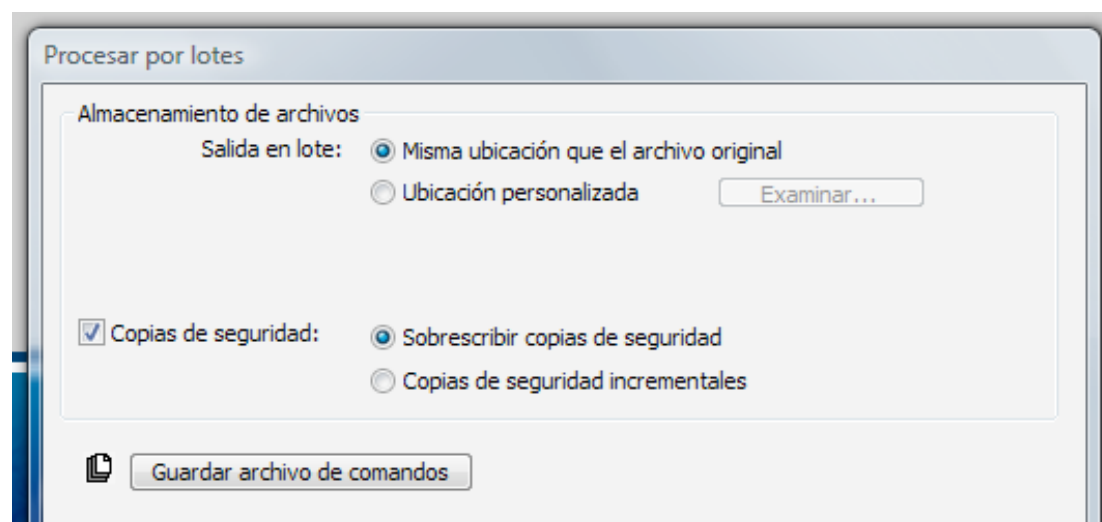 Procesar por lotes
Almacenamiento de archivos
Salida en lote: Misma ubicación que el archivo original
Ubicación personalizada Examinar...
Copias de seguridad: Sobrescribir copias de seguridad
Copias de seguridad incrementales
Guardar archivo de comandos